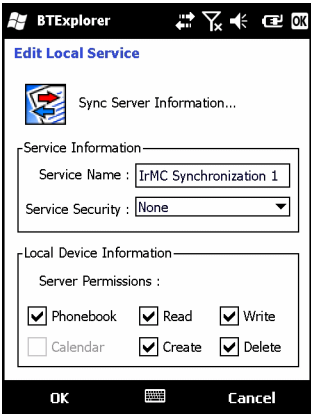 BTExplorer OK
Edit Local Service
Sync Server Information...
Service Information
Service Name : IrMC Synchronization 1
Service Security : None
Local Device Information
Server Permissions :
Phonebook Read Write
Calendar Create Delete
OK Cancel